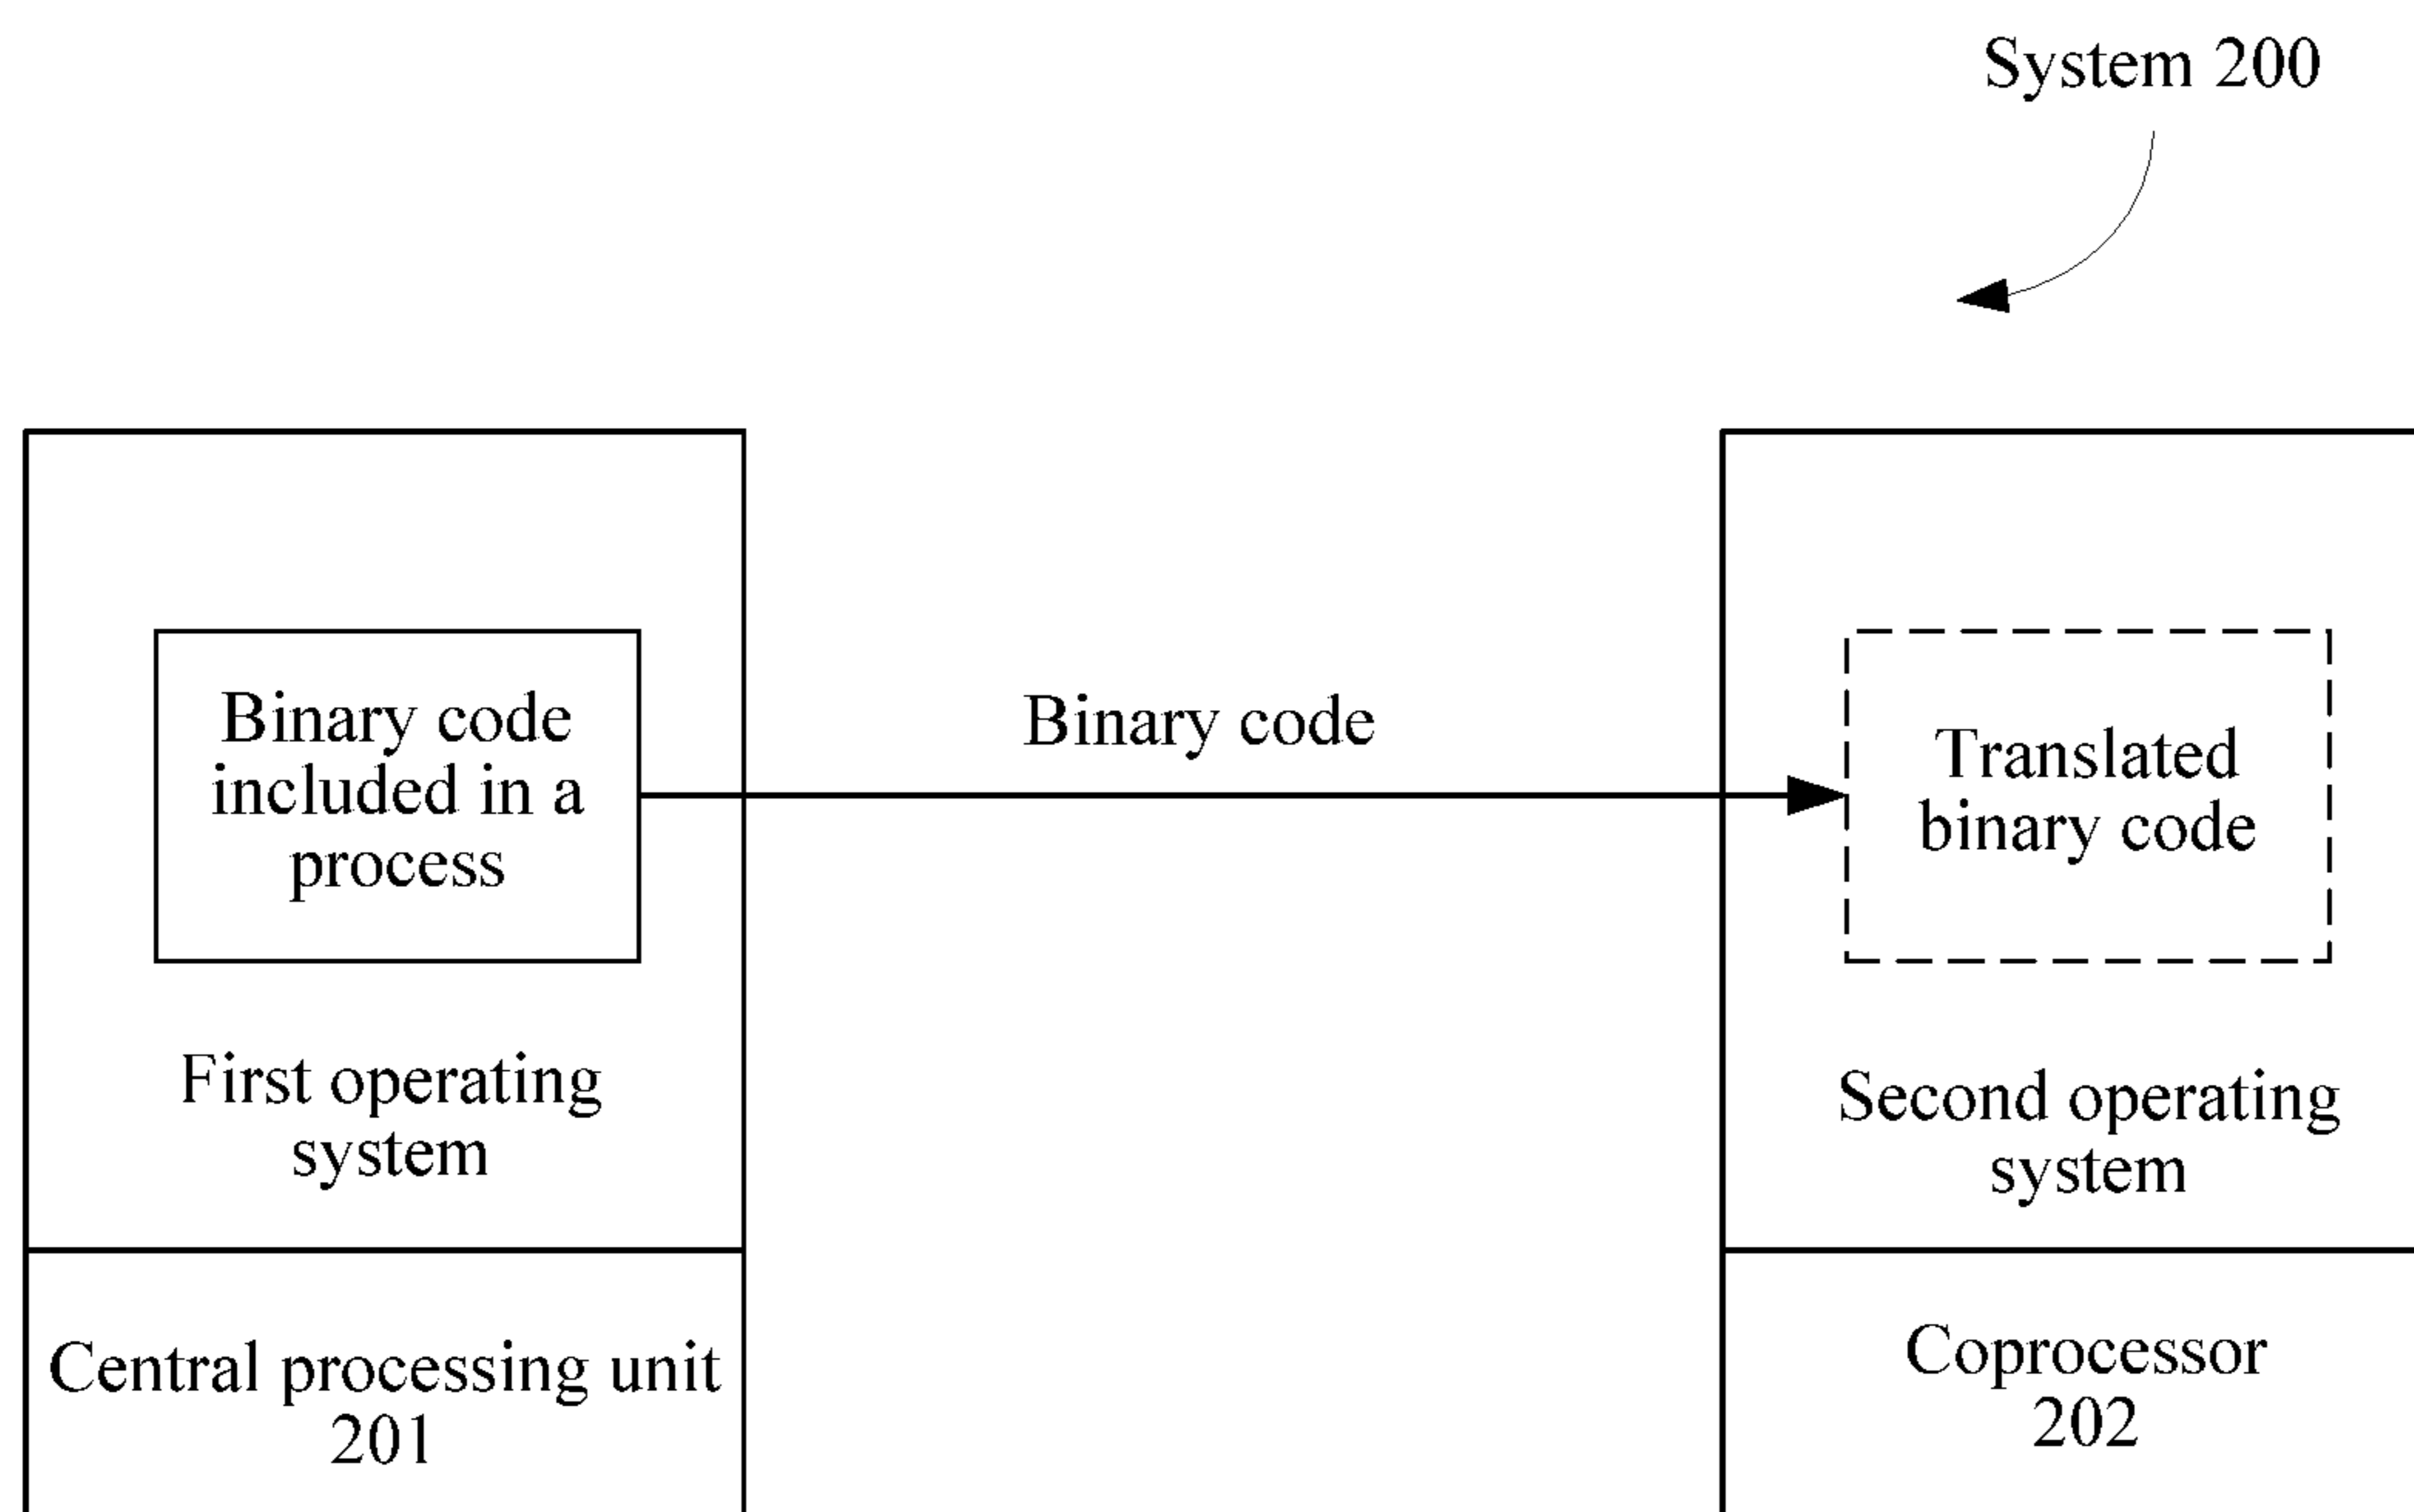 System 200
Binary code
included in a
process
Binary code
Translated
binary code
First operating
system
Second operating
system
Central processing unit
201
Coprocessor
202